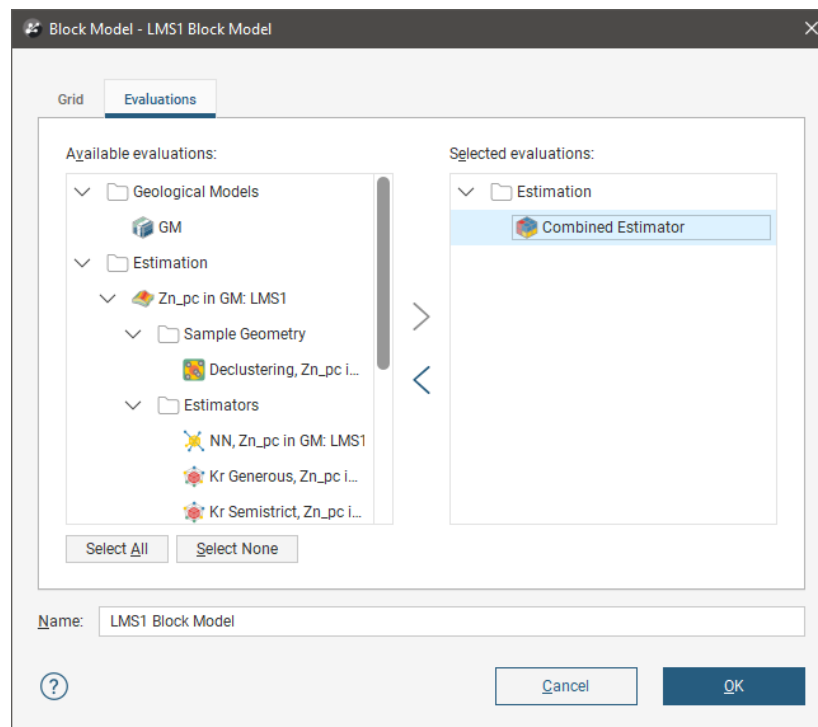 Block Model - LMS1 Block Model
Grid
Evaluations
Available evaluations:
Selected evaluations:
Geological Models
GM
Estimation
Zn_pc in GM: LMS1
Sample Geometry
Declustering, Zn_pc i...
Estimators
NN, Zn_pc in GM: LMS1
Kr Generous, Zn_pc i...
Kr Semistrict, Zn_pc i...
Estimation
Combined Estimator
Select All
Select None
Name:
LMS1 Block Model
?
Cancel
OK